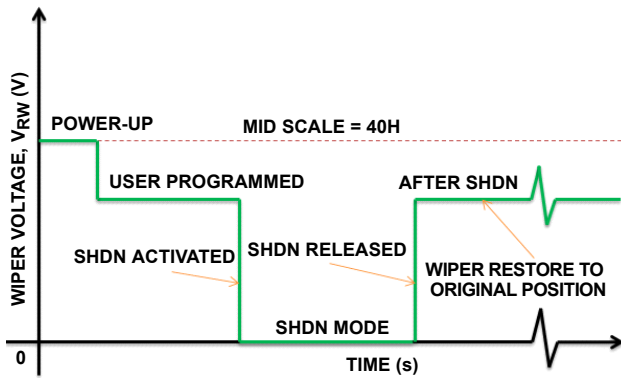 WIPER VOLTAGE, VRW (V)
POWER-UP
MID SCALE = 40H
USER PROGRAMMED
AFTER SHDN
SHDN ACTIVATED
SHDN RELEASED
WIPER RESTORE TO
ORIGINAL POSITION
SHDN MODE
0
TIME (s)